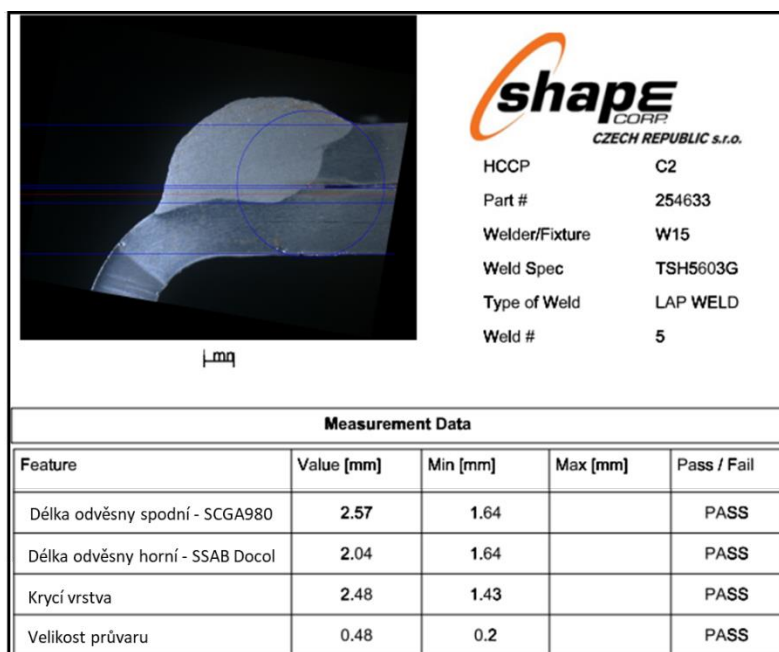 shape
CORP.
CZECH REPUBLIC s.r.o.
HCCP C2
Part # 254633
Welder/Fixture W15
Weld Spec TSH5603G
Type of Weld LAP WELD
Weld # 5
Measurement Data
Feature Value [mm] Min [mm] Max [mm] Pass / Fail
Délka odvěsny spodní - SCGA980 2.57 1.64 PASS
Délka odvěsny horní - SSAB Docol 2.04 1.64 PASS
Krycí vrstva 2.48 1.43 PASS
Velikost průvaru 0.48 0.2 PASS